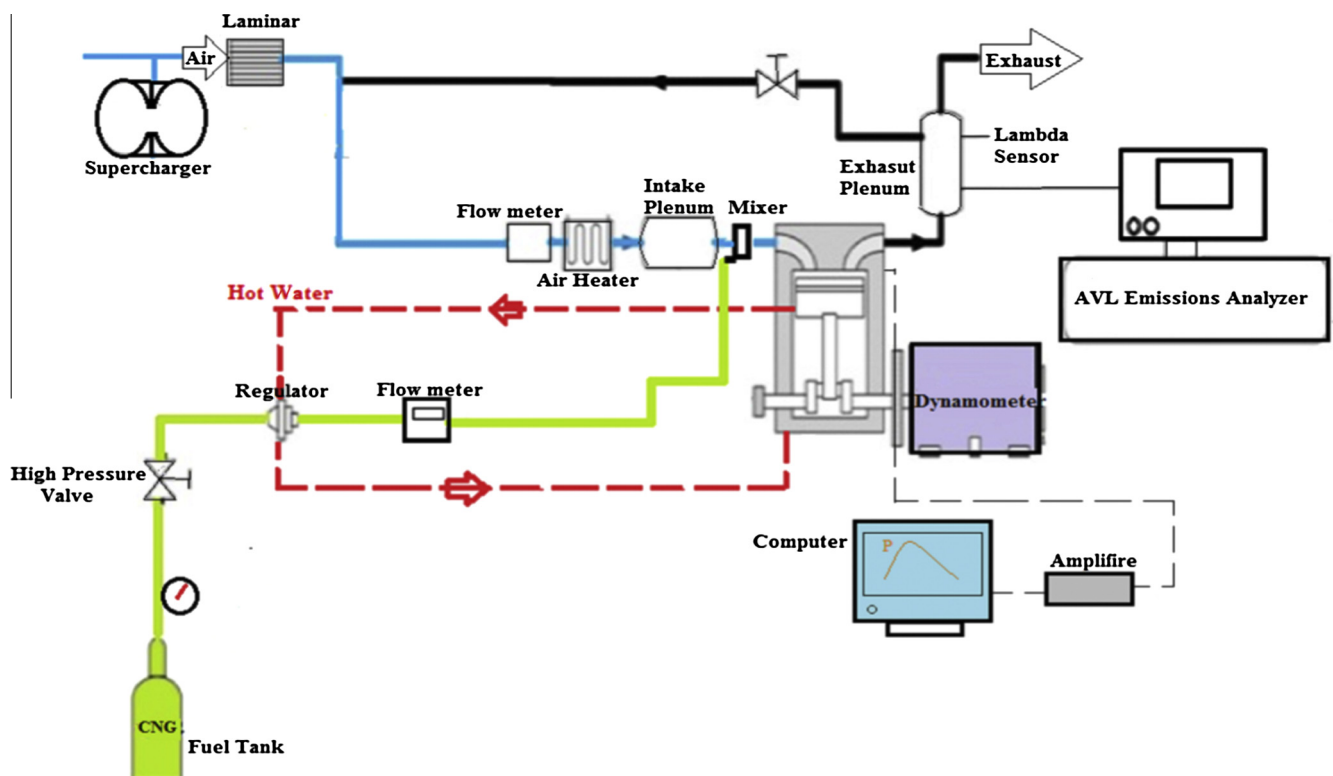 Laminar
Air
Exhaust
Supercharger
Lambda
Sensor
Exhasut
Plenum
Intake
Plenum
Mixer
Flow meter
Air Heater
AVL Emissions Analyzer
Hot Water
Regulator
Flow meter
Dynamometer
High Pressure
Valve
Computer
P
Amplifire
CNG
Fuel Tank